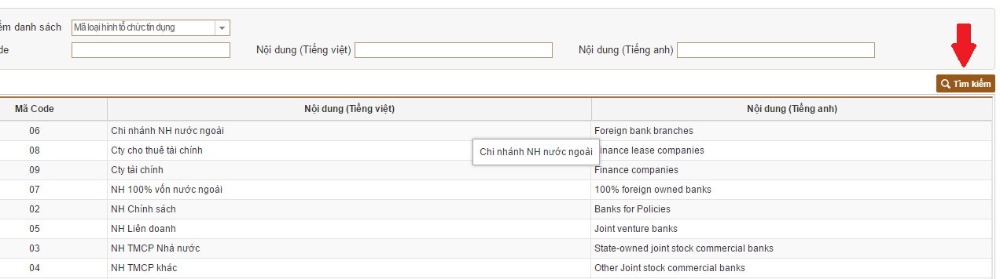 ếm danh sách Mã loại hình tổ chức tín dụng
de Nội dung (Tiếng việt) Nội dung (Tiếng anh)
Tìm kiếm
Mã Code Nội dung (Tiếng việt) Nội dung (Tiếng anh)
06 Chi nhánh NH nước ngoài Foreign bank branches
08 Cty cho thuê tài chính inance lease companies
Chi nhánh NH nước ngoài
09 Cty tài chính Finance companies
07 NH 100% vốn nước ngoài 100% foreign owned banks
02 NH Chính sách Banks for Policies
05 NH Liên doanh Joint venture banks
03 NH TMCP Nhà nước State-owned joint stock commercial banks
04 NH TMCP khác Other Joint stock commercial banks